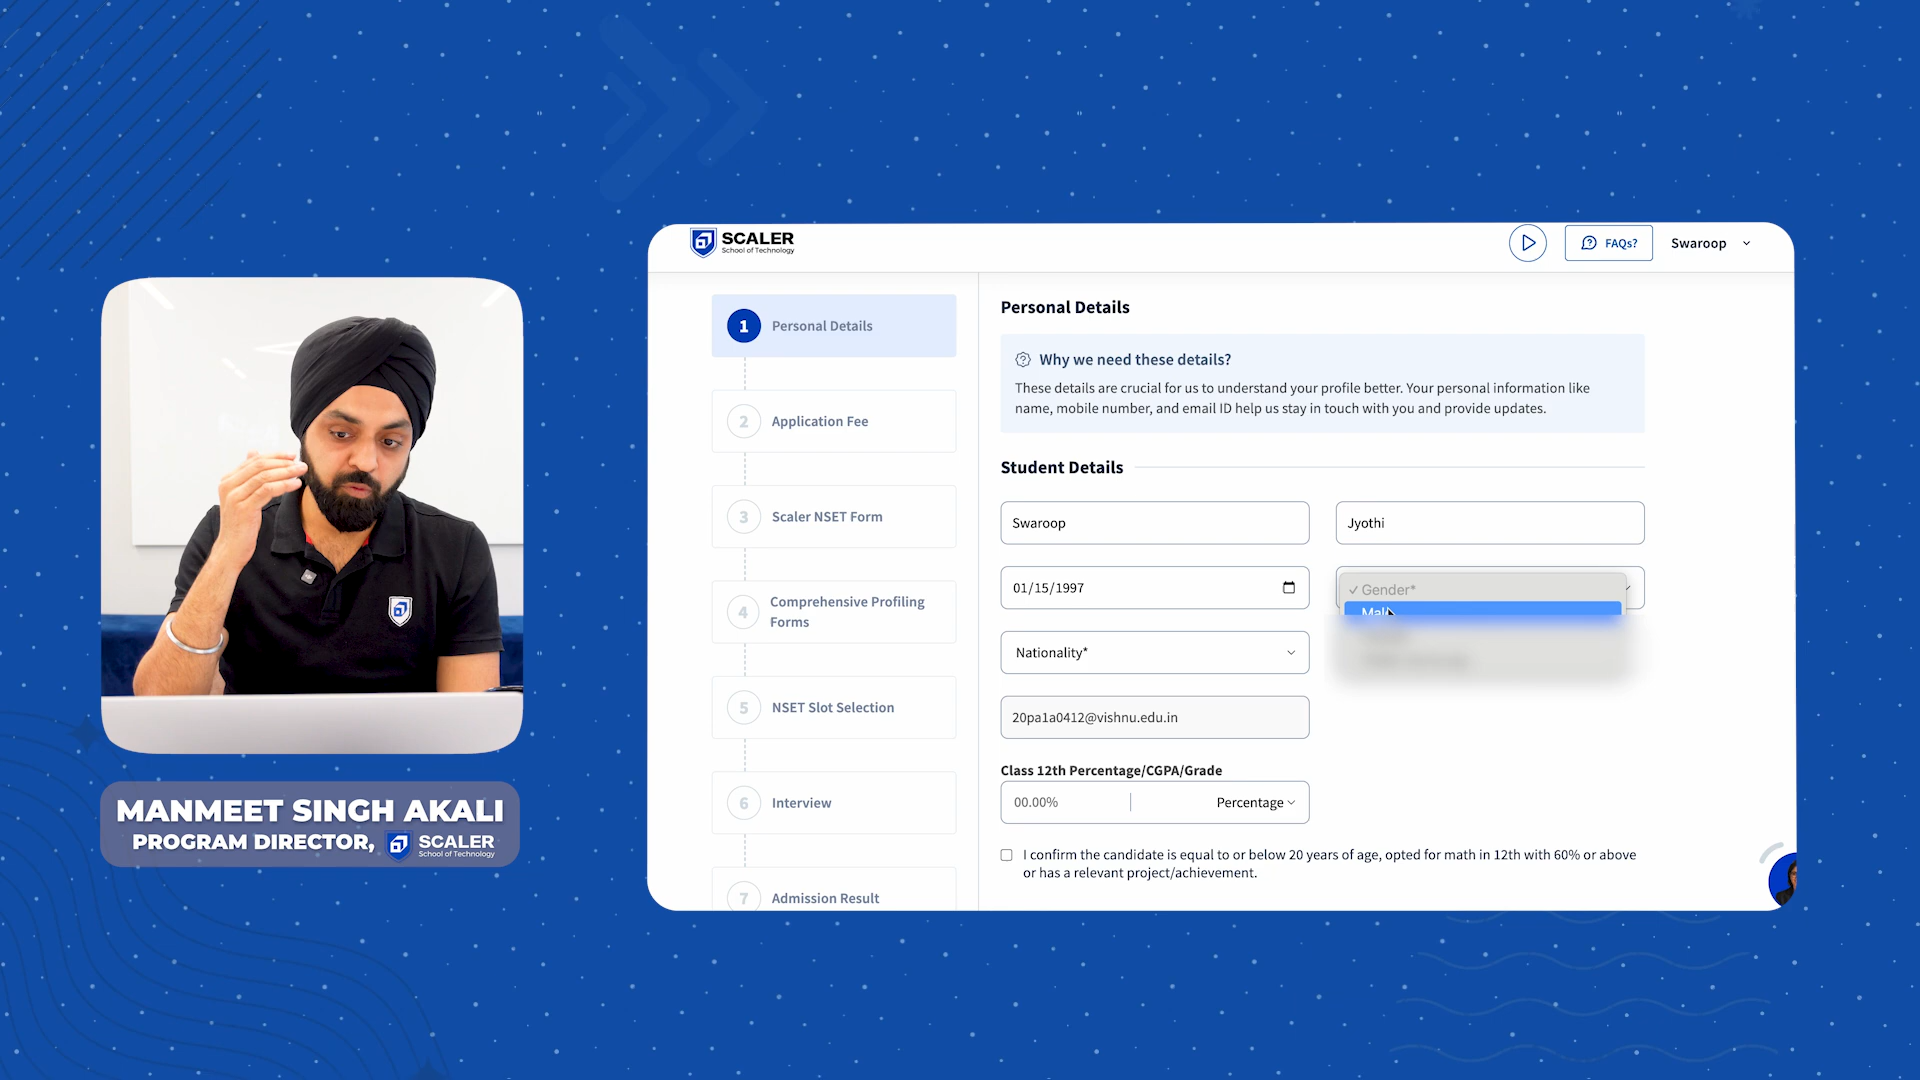 SCALER
School of Technology
FAQs?
Swaroop
1 Personal Details
2 Application Fee
3 Scaler NSET Form
4 Comprehensive Profiling
Forms
5 NSET Slot Selection
6 Interview
7 Admission Result
Personal Details
Why we need these details?
These details are crucial for us to understand your profile better. Your personal information like
name, mobile number, and email ID help us stay in touch with you and provide updates.
Student Details
Swaroop
Jyothi
01/15/1997
Gender*
Nationality*
20pa1a0412@vishnu.edu.in
Class 12th Percentage/CGPA/Grade
00.00%
Percentage
I confirm the candidate is equal to or below 20 years of age, opted for math in 12th with 60% or above
or has a relevant project/achievement.
MANMEET SINGH AKALI
PROGRAM DIRECTOR, SCALER
School of Technology